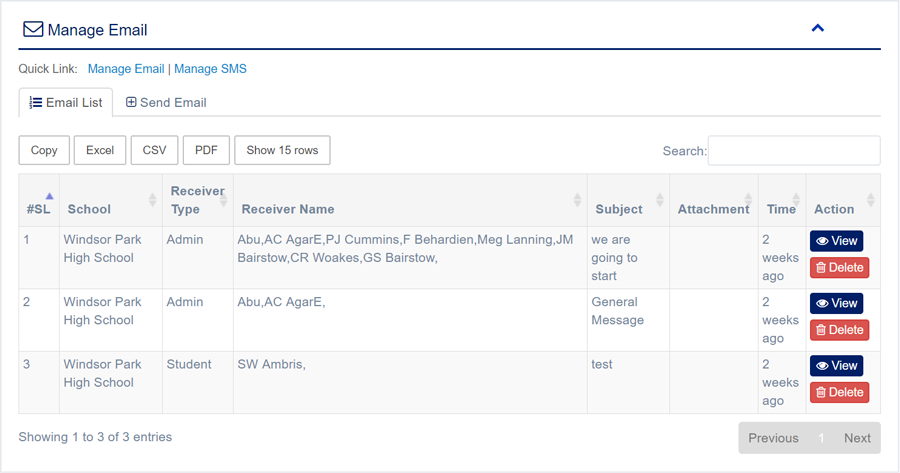 Manage Email
Quick Link: Manage Email | Manage SMS
Email List
Send Email
Copy
Excel
CSV
PDF
Show 15 rows
Search:
#SL
School
Receiver
Type
Receiver Name
Subject
Attachment
Time
Action
1
Windsor Park
High School
Admin
Abu,AC AgarE,PJ Cummins,F Behardien,Meg Lanning,JM
Bairstow,CR Woakes,GS Bairstow,
we are
going to
start
2
weeks
ago
View
Delete
2
Windsor Park
High School
Admin
Abu,AC AgarE,
General
Message
2
weeks
ago
View
Delete
3
Windsor Park
High School
Student
SW Ambris,
test
2
weeks
ago
View
Delete
Showing 1 to 3 of 3 entries
Previous
1
Next